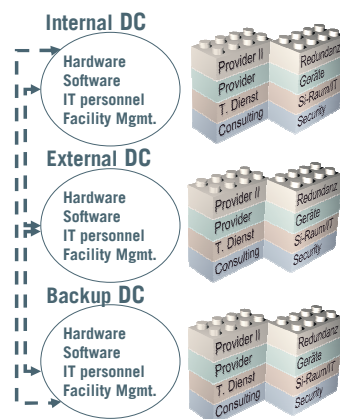 Internal DC
Hardware
Software
IT personnel
Facility Mgmt.
Provider II
Provider
T. Dienst
Consulting
Redundanz
Geräte
Si-Raum/IT
Security
External DC
Hardware
Software
IT personnel
Facility Mgmt.
Provider II
Provider
T. Dienst
Consulting
Redundanz
Geräte
Si-Raum/IT
Security
Backup DC
Hardware
Software
IT personnel
Facility Mgmt.
Provider II
Provider
T. Dienst
Consulting
Redundanz
Geräte
Si-Raum/IT
Security